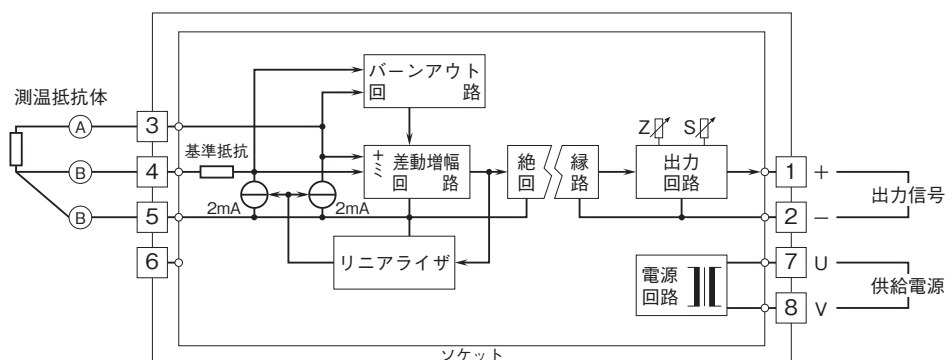 測温抵抗体
A
B
B
3
4
5
6
基準抵抗
2mA
2mA
バーンアウト
回 路
+
差動増幅
回 路
リニアライザ
絶 縁
回 路
Z
S
出力
回路
電源
回路
1
+
2
−
出力信号
7
U
8
V
供給電源
ソケット